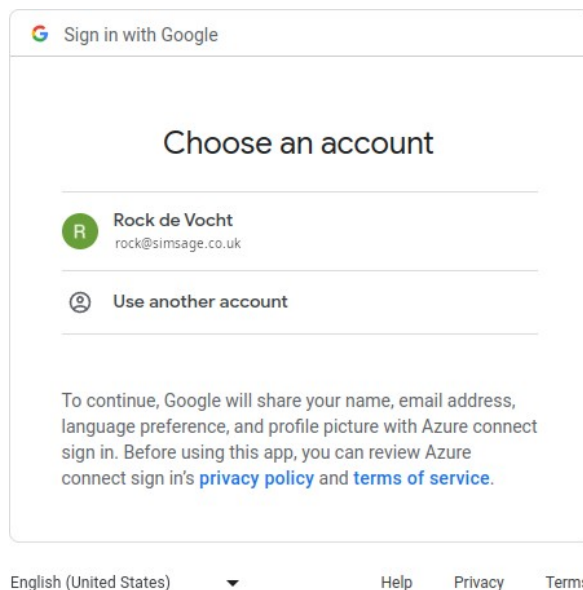 Sign in with Google
Choose an account
R
Rock de Vocht
rock@simsage.co.uk
Use another account
To continue, Google will share your name, email address,
language preference, and profile picture with Azure connect
sign in. Before using this app, you can review Azure
connect sign in's privacy policy and terms of service.
English (United States) Help Privacy Terms